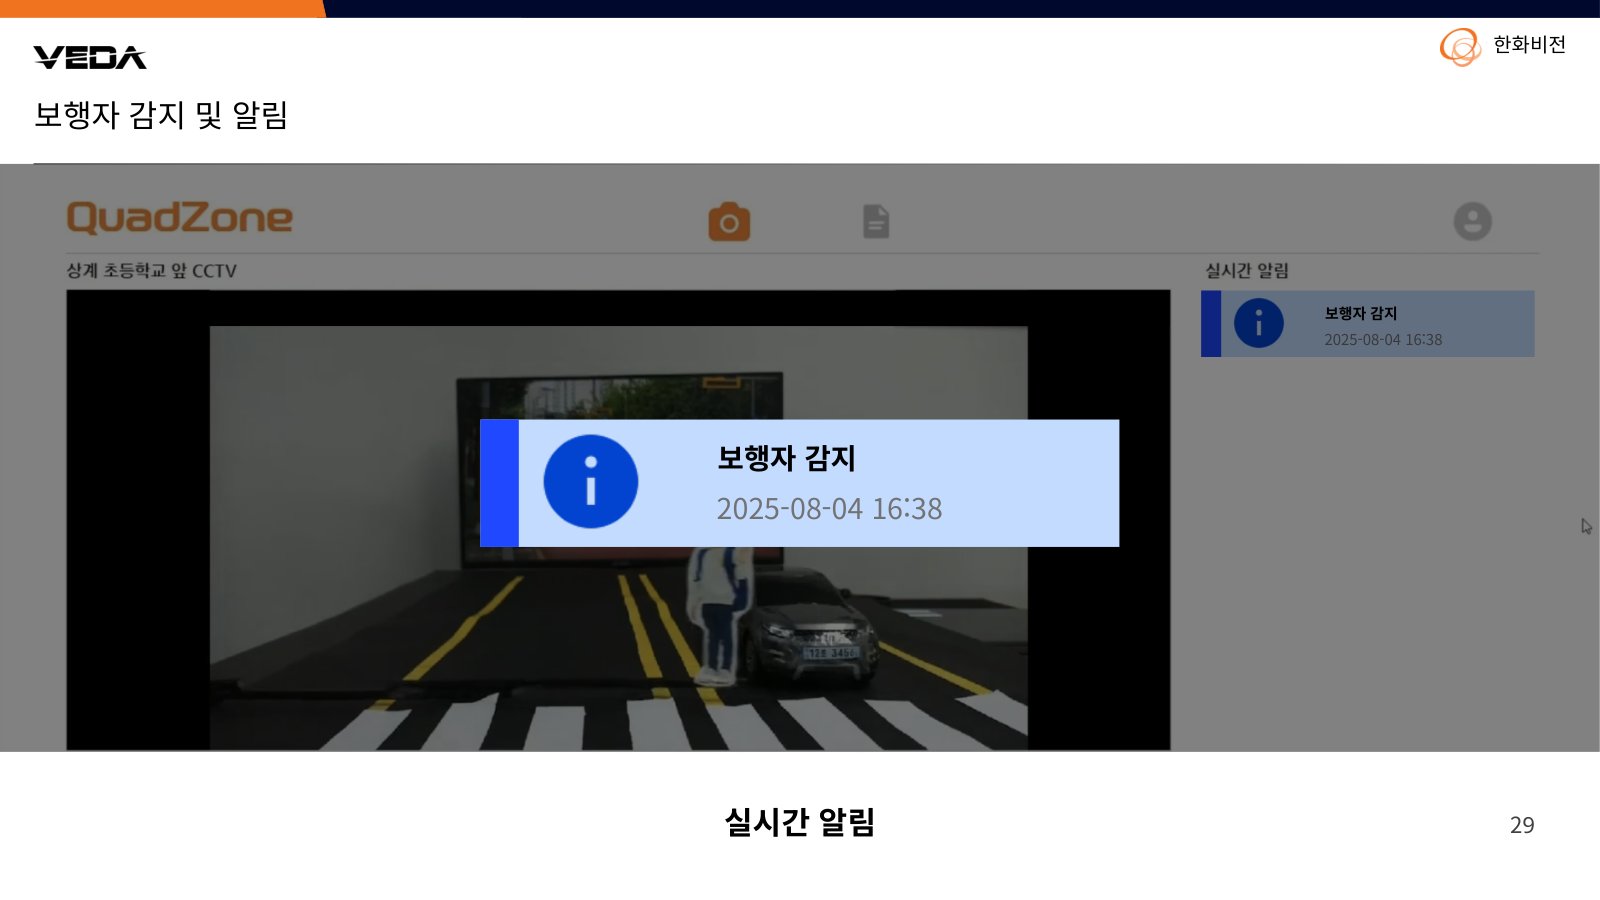 VEDA
한화비전
보행자 감지 및 알림
QuadZone
상계 초등학교 앞 CCTV
실시간 알림
보행자 감지
2025-08-04 16:38
보행자 감지
2025-08-04 16:38
실시간 알림
29